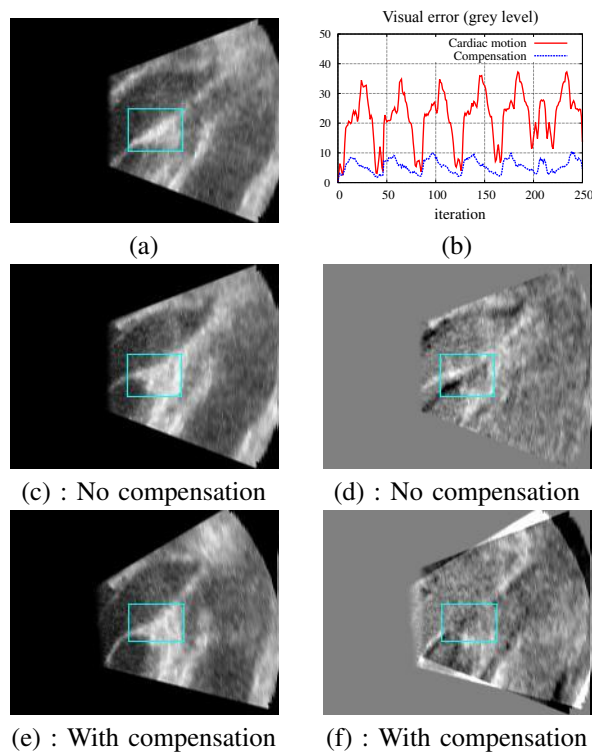 Visual error (grey level)
50
40
30
20
10
0
Cardiac motion
Compensation
0 50 100 150 200 250
iteration
(a) (b)
(c) : No compensation (d) : No compensation
(e) : With compensation (f) : With compensation